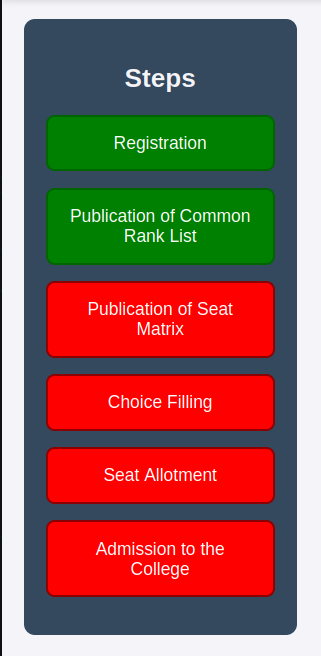 Steps
Registration
Publication of Common
Rank List
Publication of Seat
Matrix
Choice Filling
Seat Allotment
Admission to the
College